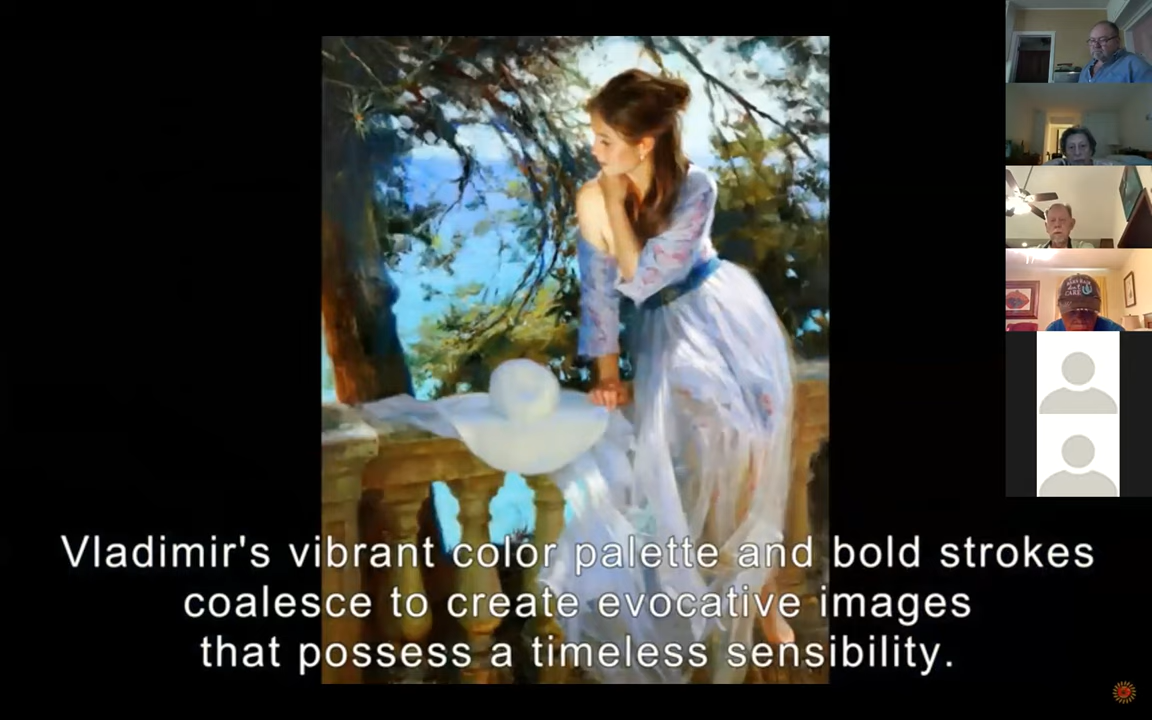 Vladimir's vibrant color palette and bold strokes
coalesce to create evocative images
that possess a timeless sensibility.